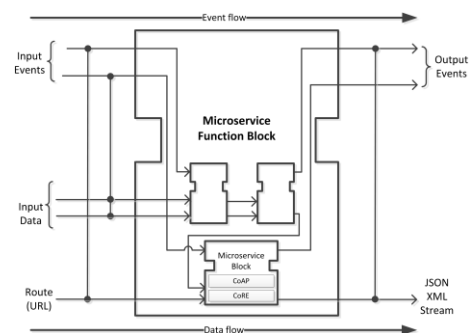 Event flow
Input
Events
Output
Events
Microservice
Function Block
Input
Data
Microservice
Block
CoAP
CoRE
Route
(URL)
JSON
XML
Stream
Data flow